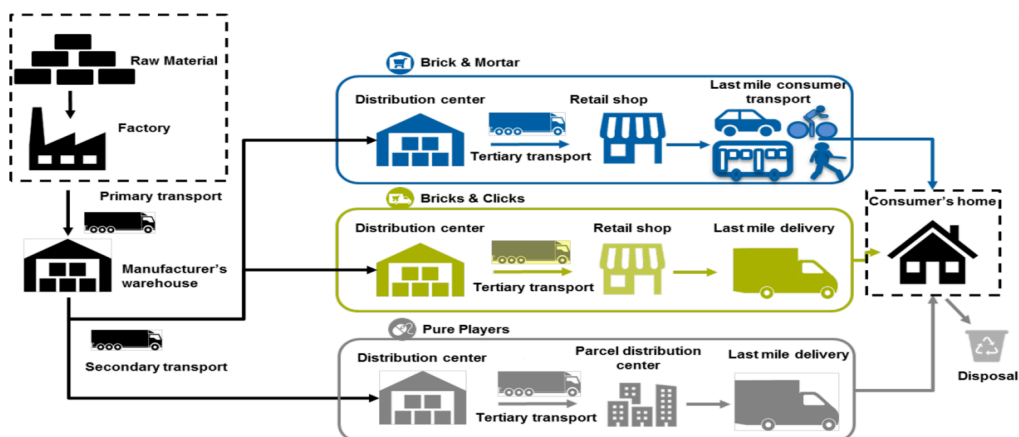 Raw Material
Factory
Primary transport
Manufacturer's
warehouse
Secondary transport
Brick & Mortar
Distribution center
Tertiary transport
Retail shop
Last mile consumer
transport
Bricks & Clicks
Distribution center
Tertiary transport
Retail shop
Last mile delivery
Pure Players
Distribution center
Tertiary transport
Parcel distribution
center
Last mile delivery
Consumer's home
Disposal